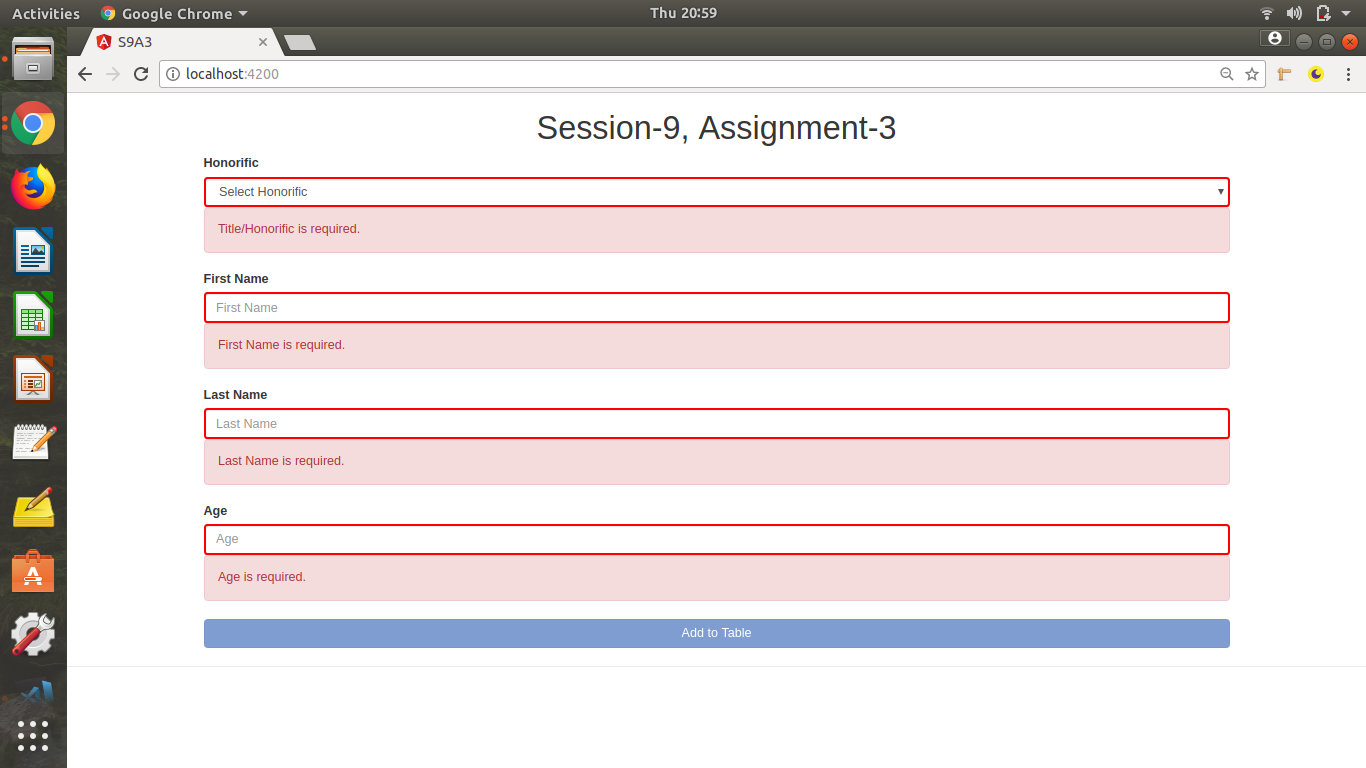 Activities Google Chrome Thu 20:59
S9A3
localhost:4200
Session-9, Assignment-3
Honorific
Select Honorific
Title/Honorific is required.
First Name
First Name
First Name is required.
Last Name
Last Name
Last Name is required.
Age
Age
Age is required.
Add to Table